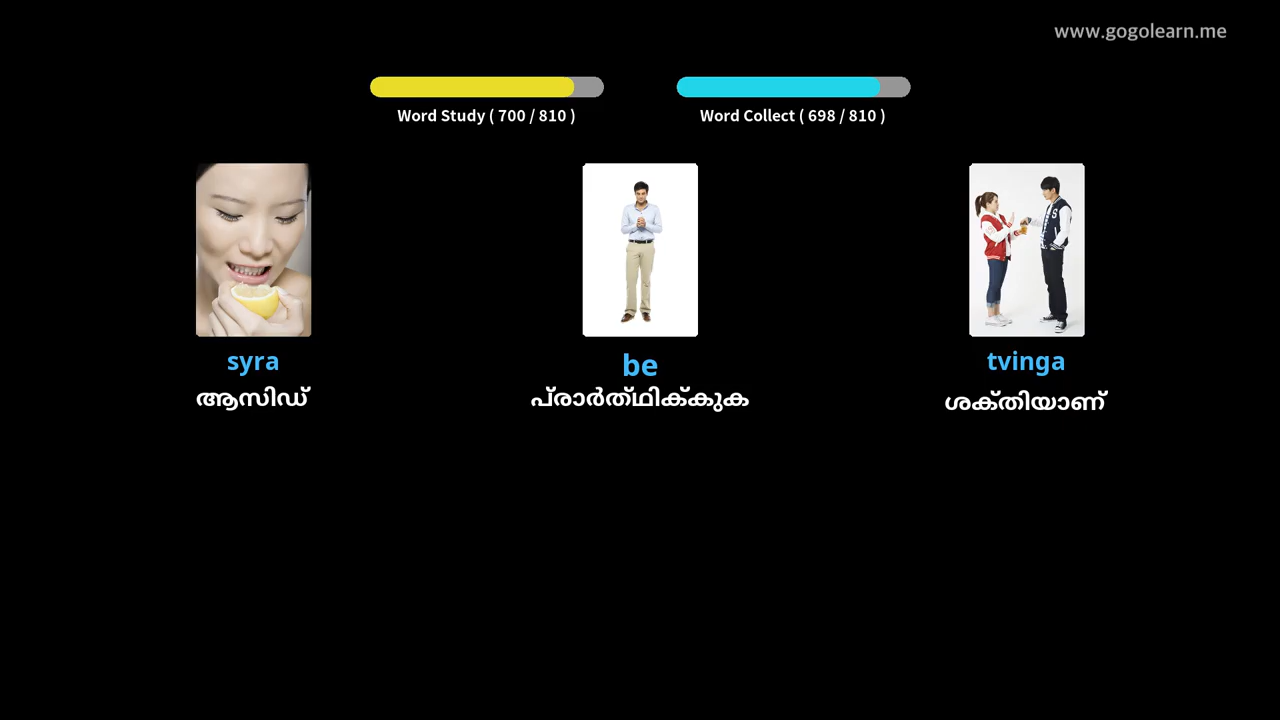 www.gogolearn.me
Word Study ( 700 / 810 )
Word Collect ( 698 / 810 )
syra
be
tvinga
ആസിഡ്
പ്രാർത്ഥിക്കുക
ശക്തിയാണ്